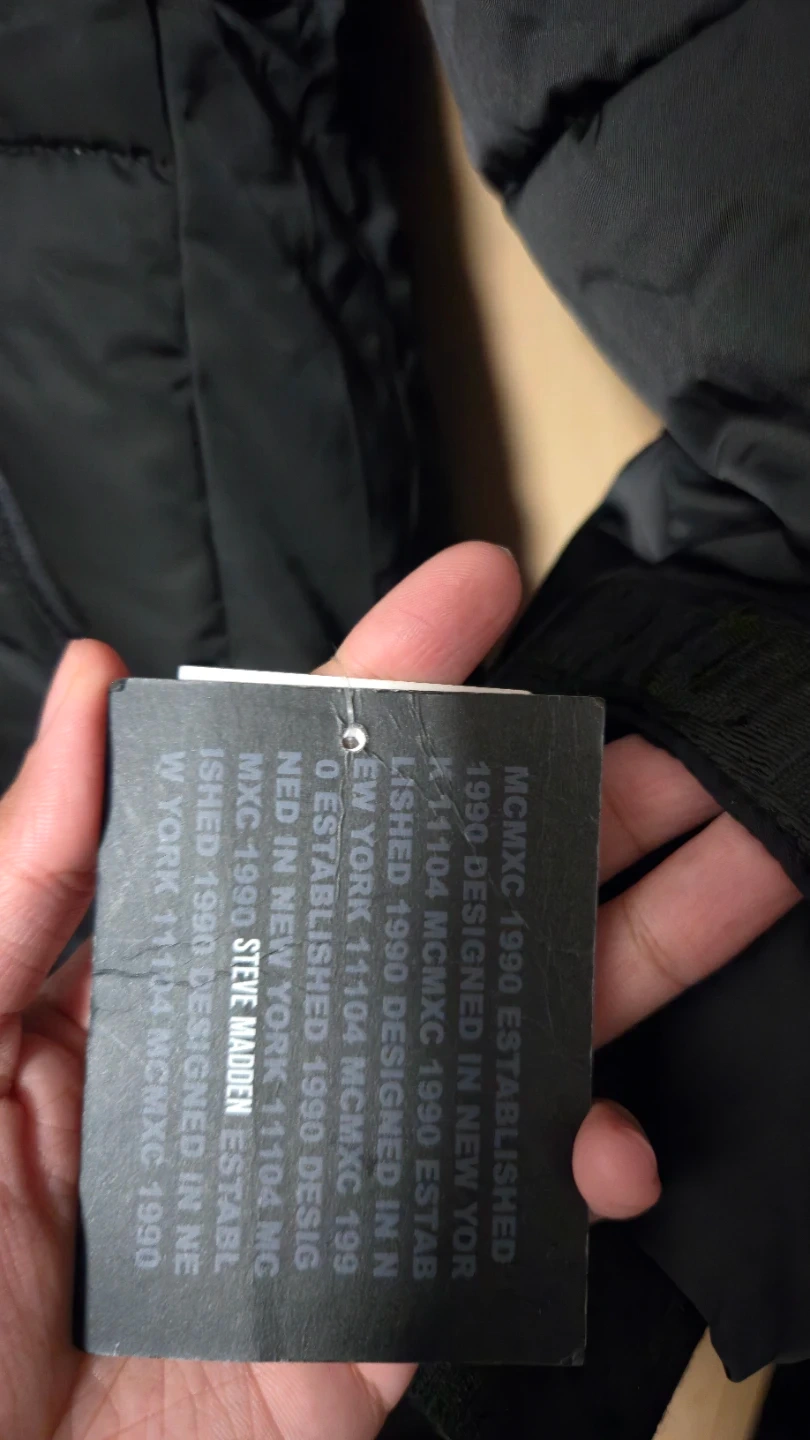 MCMXC 1990 ESTABLISHED
1990 DESIGNED IN NEW YOR
K 11104 MCMXC 1990 ESTAB
LISHED 1990 DESIGNED IN N
EW YORK 11104 MCMXC 199
0 ESTABLISHED 1990 DESIG
NED IN NEW YORK 11104 MC
MXC 1990 STEVE MADDEN ESTABL
ISHED 1990 DESIGNED IN NE
W YORK 11104 MCMXC 1990